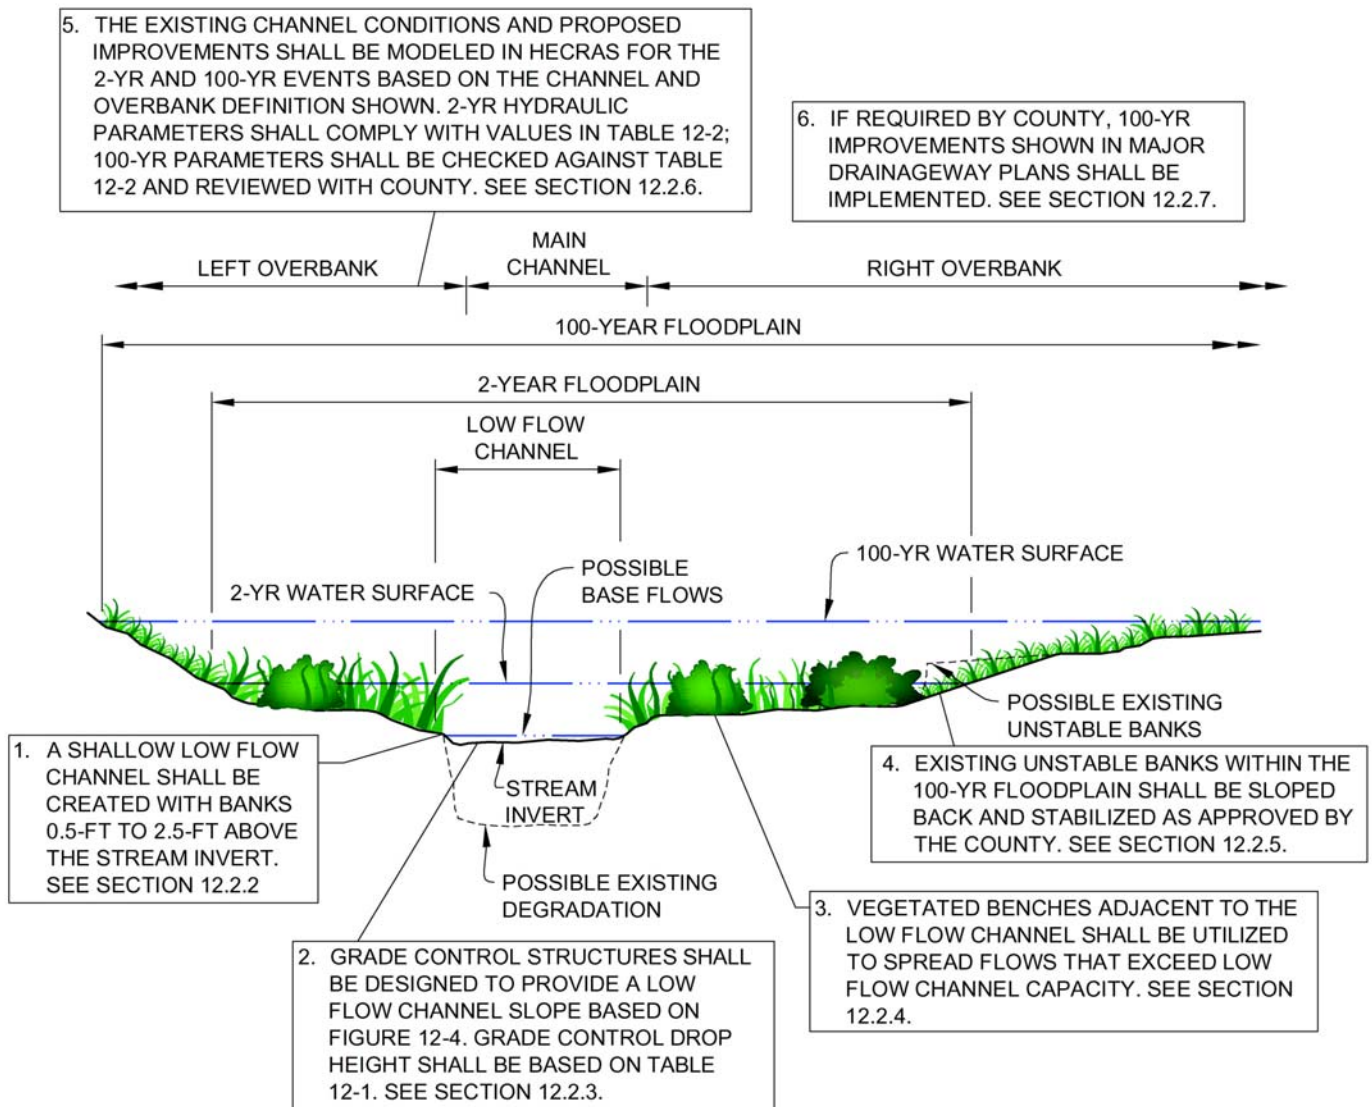 5. THE EXISTING CHANNEL CONDITIONS AND PROPOSED
IMPROVEMENTS SHALL BE MODELED IN HECRAS FOR THE
2-YR AND 100-YR EVENTS BASED ON THE CHANNEL AND
OVERBANK DEFINITION SHOWN. 2-YR HYDRAULIC
PARAMETERS SHALL COMPLY WITH VALUES IN TABLE 12-2;
100-YR PARAMETERS SHALL BE CHECKED AGAINST TABLE
12-2 AND REVIEWED WITH COUNTY. SEE SECTION 12.2.6.
6. IF REQUIRED BY COUNTY, 100-YR
IMPROVEMENTS SHOWN IN MAJOR
DRAINAGEWAY PLANS SHALL BE
IMPLEMENTED. SEE SECTION 12.2.7.
LEFT OVERBANK
MAIN
CHANNEL
RIGHT OVERBANK
100-YEAR FLOODPLAIN
2-YEAR FLOODPLAIN
LOW FLOW
CHANNEL
100-YR WATER SURFACE
POSSIBLE
BASE FLOWS
2-YR WATER SURFACE
POSSIBLE EXISTING
UNSTABLE BANKS
STREAM
INVERT
POSSIBLE EXISTING
DEGRADATION
1. A SHALLOW LOW FLOW
CHANNEL SHALL BE
CREATED WITH BANKS
0.5-FT TO 2.5-FT ABOVE
THE STREAM INVERT.
SEE SECTION 12.2.2
4. EXISTING UNSTABLE BANKS WITHIN THE
100-YR FLOODPLAIN SHALL BE SLOPED
BACK AND STABILIZED AS APPROVED BY
THE COUNTY. SEE SECTION 12.2.5.
3. VEGETATED BENCHES ADJACENT TO THE
LOW FLOW CHANNEL SHALL BE UTILIZED
TO SPREAD FLOWS THAT EXCEED LOW
FLOW CHANNEL CAPACITY. SEE SECTION
12.2.4.
2. GRADE CONTROL STRUCTURES SHALL
BE DESIGNED TO PROVIDE A LOW
FLOW CHANNEL SLOPE BASED ON
FIGURE 12-4. GRADE CONTROL DROP
HEIGHT SHALL BE BASED ON TABLE
12-1. SEE SECTION 12.2.3.